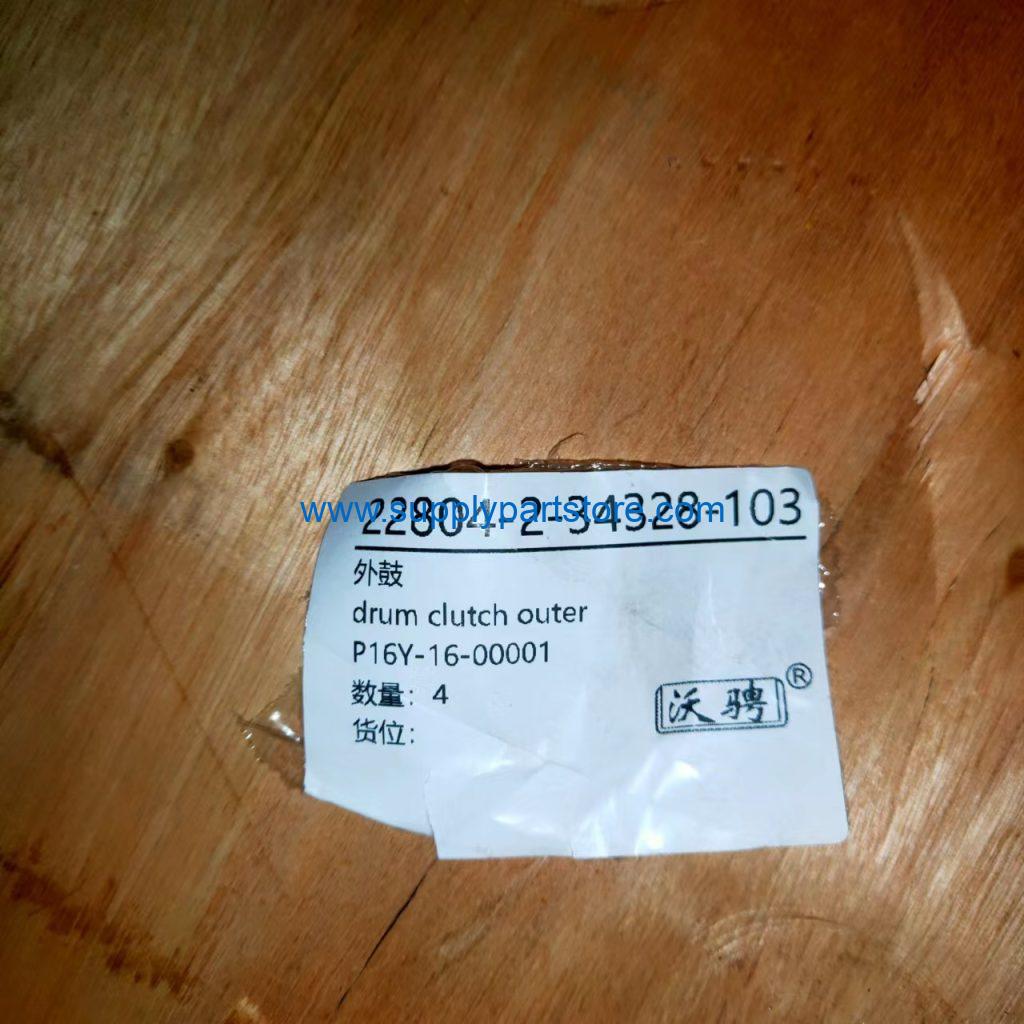 22804-2-34328-103
www.supplypartstore.com
外鼓
drum clutch outer
P16Y-16-00001
数量: 4
货位:
沃骋®